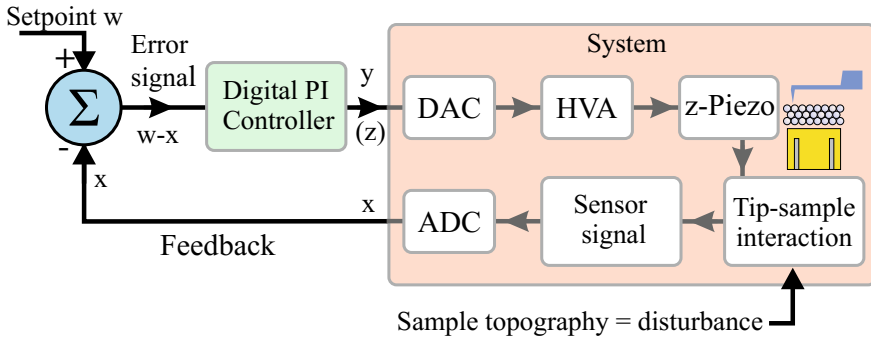 Setpoint w
+
Error
signal
Σ
w-x
-
x
Digital PI
Controller
y
(z)
System
DAC
HVA
z-Piezo
Tip-sample
interaction
Sensor
signal
ADC
x
Feedback
Sample topography = disturbance